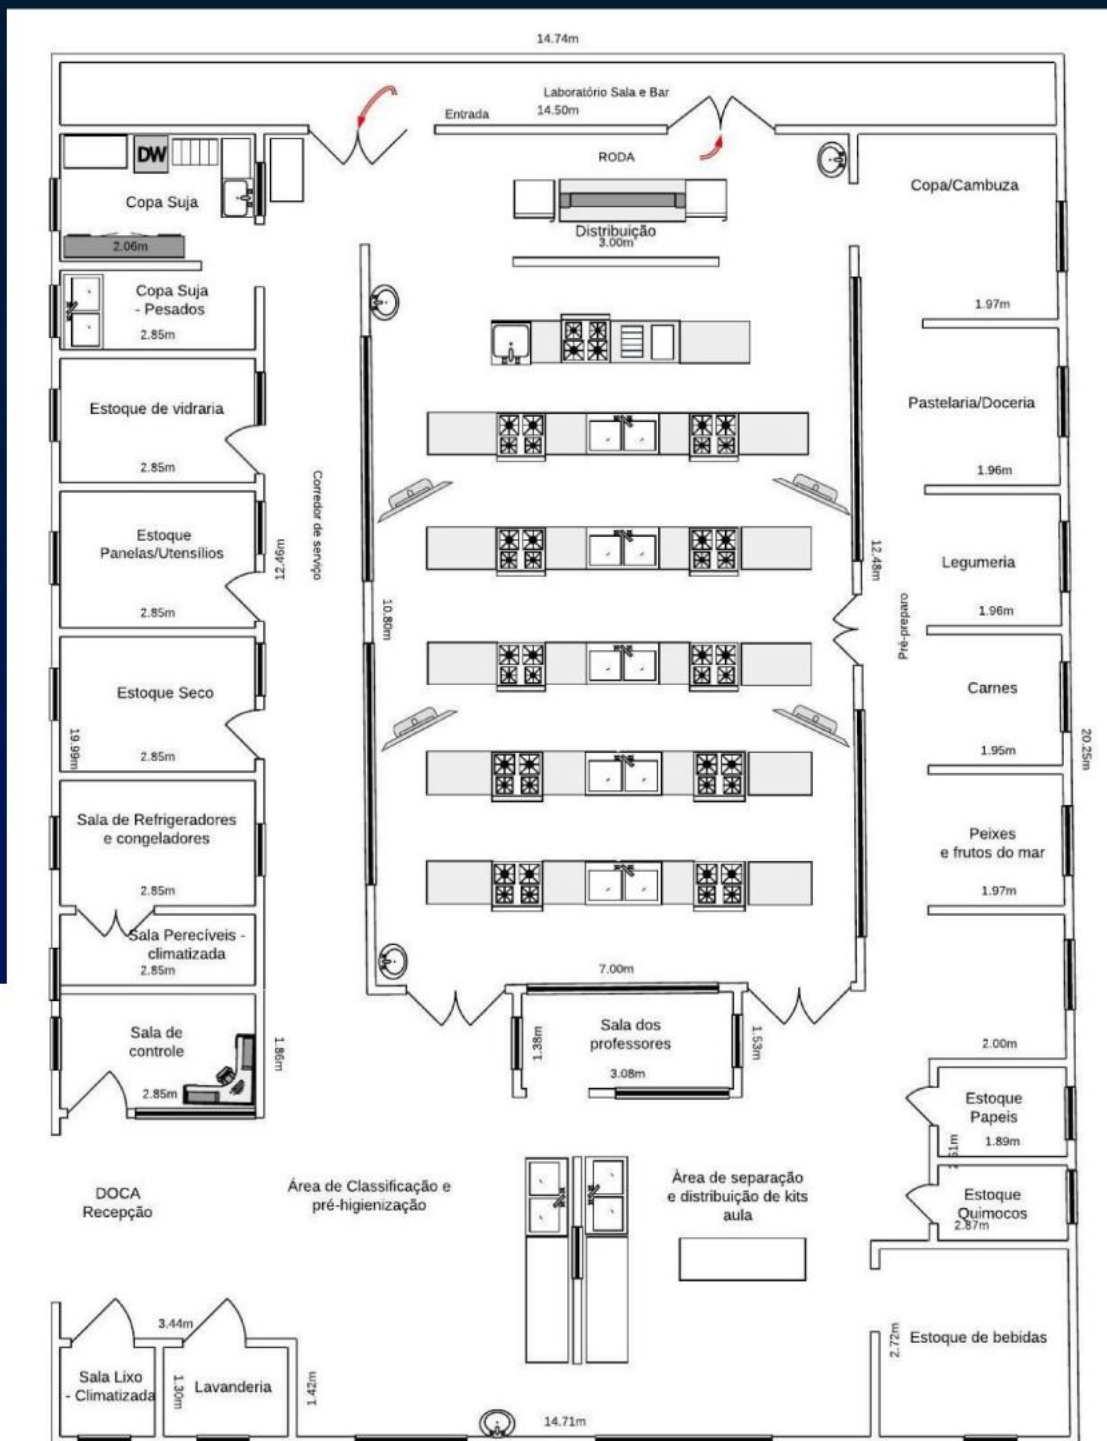 14.74m
Laboratório Sala e Bar
Entrada
14.50m
RODA
DW
Copa Suja
2.06m
Distribuição
3.00m
Copa/Cambuza
1.97m
Copa Suja
- Pesados
2.85m
Estoque de vidraria
2.85m
Pastelaria/Doceria
1.96m
Corredor de serviço
Estoque
Panelas/Utensílios
12.46m
2.85m
12.48m
Legumeria
1.96m
10.80m
Pré-preparo
Estoque Seco
19.99m
2.85m
Carnes
1.95m
20.25m
Sala de Refrigeradores
e congeladores
2.85m
Peixes
e frutos do mar
1.97m
Sala Perecíveis -
climatizada
2.85m
7.00m
Sala de
controle
2.85m
1.86m
1.38m
Sala dos
professores
3.08m
1.53m
2.00m
Estoque
Papeis
1.89m
DOCA
Recepção
Área de Classificação e
pré-higienização
Àrea de separação
e distribuição de kits
aula
Estoque
Quimocos
2.87m
3.44m
Sala Lixo
- Climatizada
1.30m
Lavanderia
1.42m
14.71m
2.72m
Estoque de bebidas